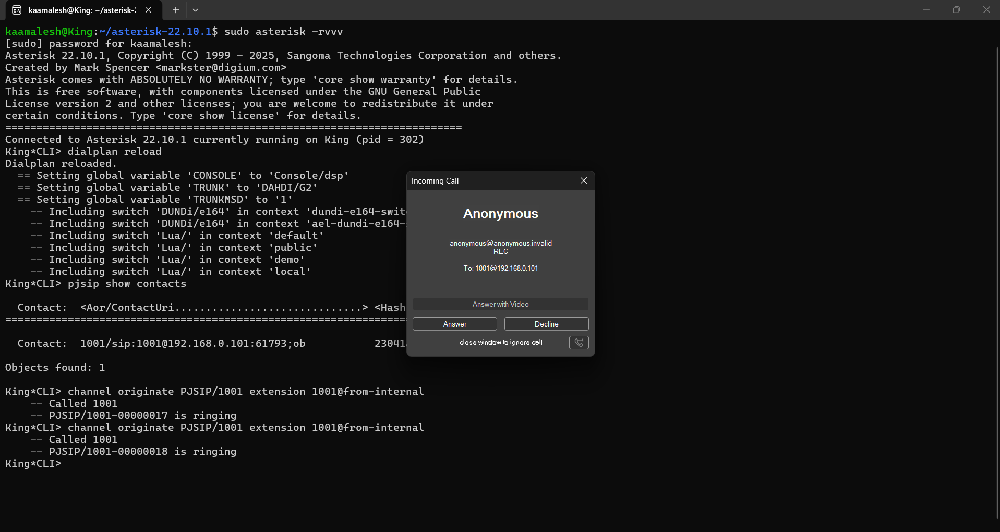 kaamalesh@King: ~/asterisk-2
kaamalesh@King:~/asterisk-22.10.1$ sudo asterisk -rvvv
[sudo] password for kaamalesh:
Asterisk 22.10.1, Copyright (C) 1999 - 2025, Sangoma Technologies Corporation and others.
Created by Mark Spencer <markster@digium.com>
Asterisk comes with ABSOLUTELY NO WARRANTY; type 'core show warranty' for details.
This is free software, with components licensed under the GNU General Public
License version 2 and other licenses; you are welcome to redistribute it under
certain conditions. Type 'core show license' for details.
=========================================================================
Connected to Asterisk 22.10.1 currently running on King (pid = 302)
King*CLI> dialplan reload
Dialplan reloaded.
== Setting global variable 'CONSOLE' to 'Console/dsp'
== Setting global variable 'TRUNK' to 'DAHDI/G2'
== Setting global variable 'TRUNKMSD' to '1'
-- Including switch 'DUNDi/e164' in context 'dundi-e164-swit
-- Including switch 'DUNDi/e164' in context 'ael-dundi-e164-
-- Including switch 'Lua/' in context 'default'
-- Including switch 'Lua/' in context 'public'
-- Including switch 'Lua/' in context 'demo'
-- Including switch 'Lua/' in context 'local'
King*CLI> pjsip show contacts
Contact:  <Aor/ContactUri..............................> <Hash
================================================================
Contact:  1001/sip:1001@192.168.0.101:61793;ob           23041
Objects found: 1
King*CLI> channel originate PJSIP/1001 extension 1001@from-internal
-- Called 1001
-- PJSIP/1001-00000017 is ringing
King*CLI> channel originate PJSIP/1001 extension 1001@from-internal
-- Called 1001
-- PJSIP/1001-00000018 is ringing
King*CLI>
Incoming Call
Anonymous
anonymous@anonymous.invalid
REC
To: 1001@192.168.0.101
Answer with Video
Answer
Decline
close window to ignore call